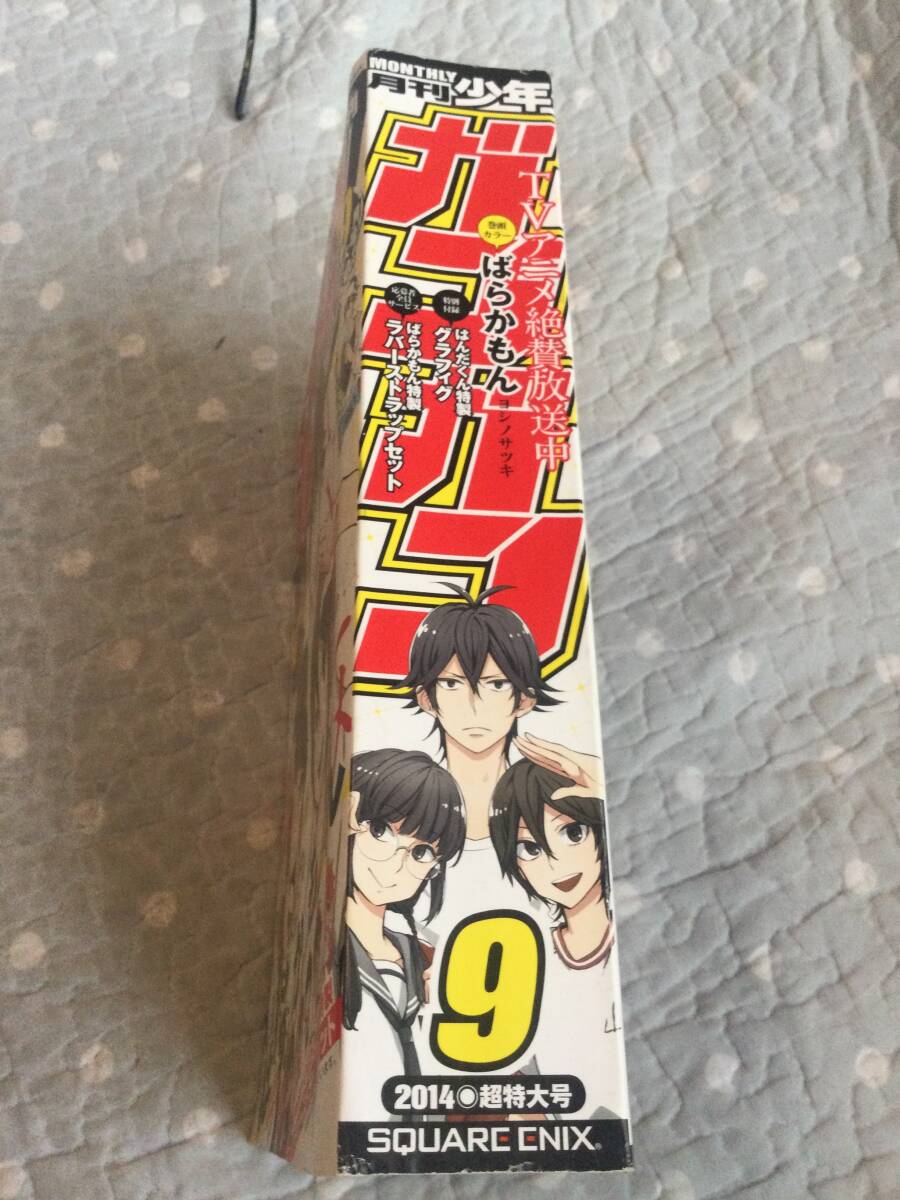 MONTHLY
月刊少年
ガンガン
TVアニメ絶賛放送中
巻頭
カラー
ばらかもん
ヨシノサツキ
特別
付録
はんだくん特製
グラフィグ
応募者
全員
サービス
ばらかもん特製
ラバーストラップセット
9
2014●超特大号
SQUARE ENIX®